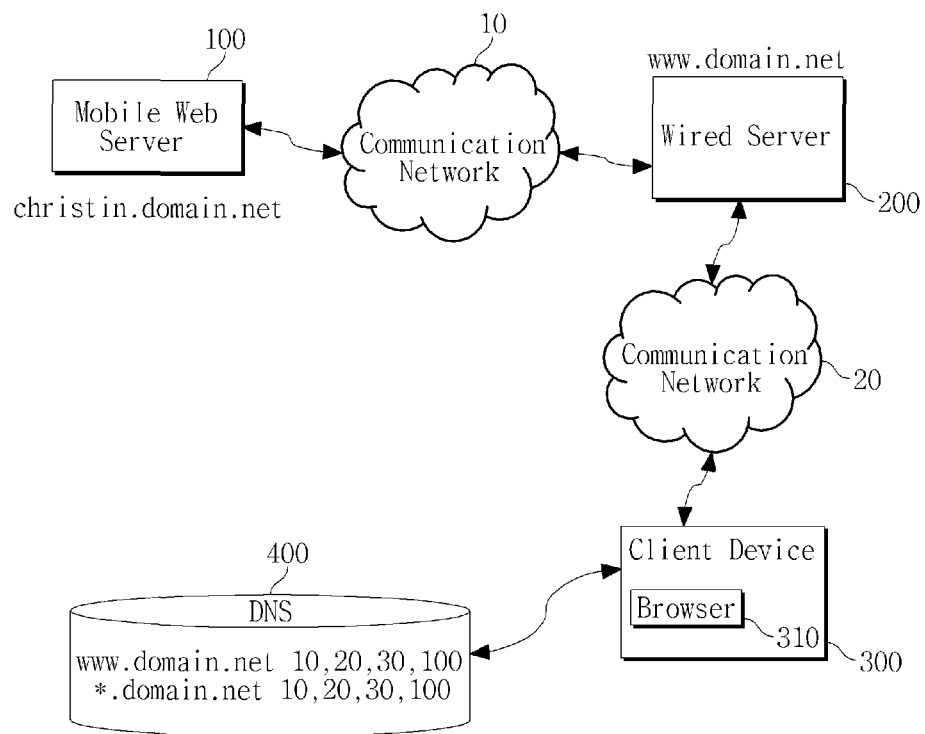 100
Mobile Web
Server
christin.domain.net
10
Communication
Network
www.domain.net
Wired Server
200
Communication
Network
20
Client Device
Browser
310
300
400
DNS
www.domain.net 10,20,30,100
*.domain.net 10,20,30,100